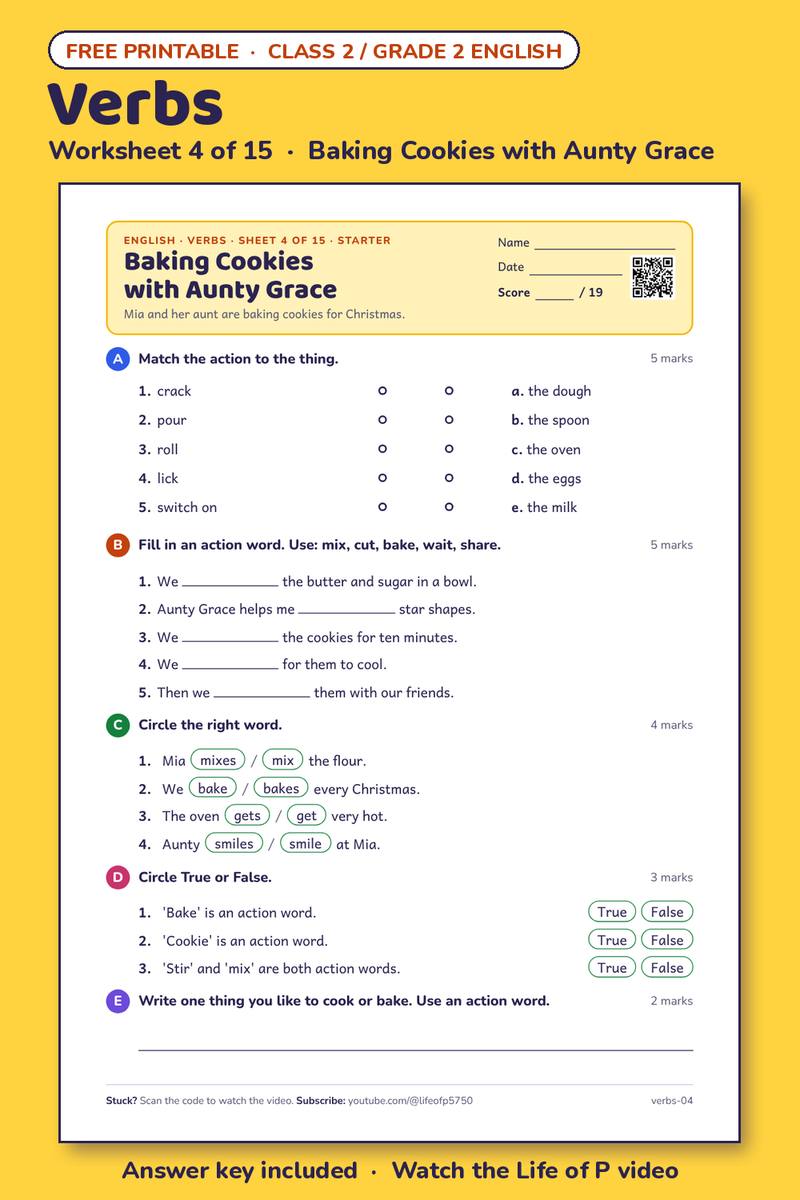 FREE PRINTABLE · CLASS 2 / GRADE 2 ENGLISH
Verbs
Worksheet 4 of 15 · Baking Cookies with Aunty Grace
ENGLISH · VERBS · SHEET 4 OF 15 · STARTER
Baking Cookies
with Aunty Grace
Mia and her aunt are baking cookies for Christmas.
Name ____________________
Date ______________
Score ______ / 19
A Match the action to the thing. 5 marks
1. crack a. the dough
2. pour b. the spoon
3. roll c. the oven
4. lick d. the eggs
5. switch on e. the milk
B Fill in an action word. Use: mix, cut, bake, wait, share. 5 marks
1. We ______________ the butter and sugar in a bowl.
2. Aunty Grace helps me ______________ star shapes.
3. We ______________ the cookies for ten minutes.
4. We ______________ for them to cool.
5. Then we ______________ them with our friends.
C Circle the right word. 4 marks
1. Mia mixes / mix the flour.
2. We bake / bakes every Christmas.
3. The oven gets / get very hot.
4. Aunty smiles / smile at Mia.
D Circle True or False. 3 marks
1. 'Bake' is an action word. True False
2. 'Cookie' is an action word. True False
3. 'Stir' and 'mix' are both action words. True False
E Write one thing you like to cook or bake. Use an action word. 2 marks
Stuck? Scan the code to watch the video. Subscribe: youtube.com/@lifeofp5750 verbs-04
Answer key included · Watch the Life of P video